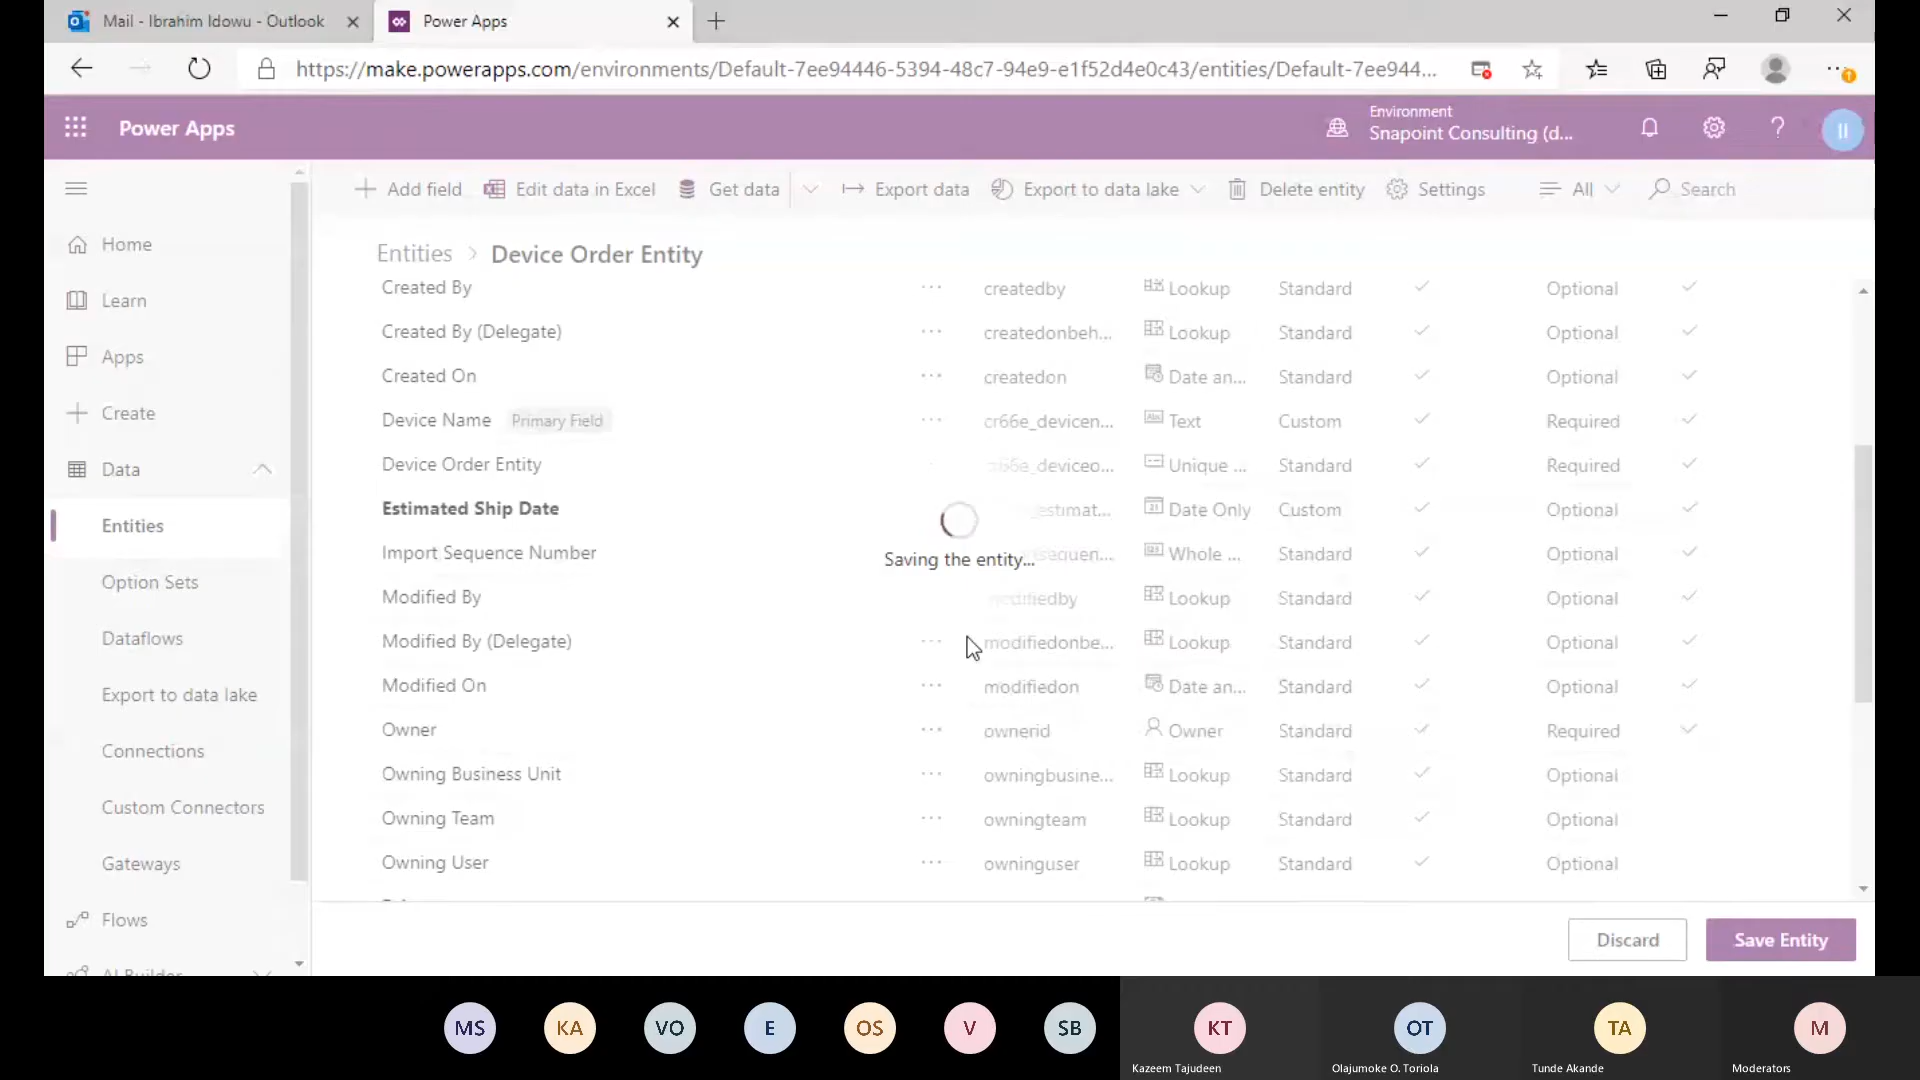 Mail - Ibrahim Idowu - Outlook
Power Apps
https://make.powerapps.com/environments/Default-7ee94446-5394-48c7-94e9-e1f52d4e0c43/entities/Default-7ee944...
Power Apps
Environment
Snapoint Consulting (d...
II
Add field
Edit data in Excel
Get data
Export data
Export to data lake
Delete entity
Settings
All
Search
Home
Learn
Apps
Create
Data
Entities
Option Sets
Dataflows
Export to data lake
Connections
Custom Connectors
Gateways
Flows
AI Builder
Entities > Device Order Entity
Created By ... createdby Lookup Standard Optional
Created By (Delegate) ... createdonbeh... Lookup Standard Optional
Created On ... createdon Date an... Standard Optional
Device Name Primary Field ... cr66e_devicen... Text Custom Required
Device Order Entity cr66e_deviceo... Unique ... Standard Required
Estimated Ship Date _estimat... Date Only Custom Optional
Import Sequence Number sequen... Whole ... Standard Optional
Saving the entity...
Modified By modifiedby Lookup Standard Optional
Modified By (Delegate) ... modifiedonbe... Lookup Standard Optional
Modified On ... modifiedon Date an... Standard Optional
Owner ... ownerid Owner Standard Required
Owning Business Unit ... owningbusine... Lookup Standard Optional
Owning Team ... owningteam Lookup Standard Optional
Owning User ... owninguser Lookup Standard Optional
Discard
Save Entity
MS
KA
VO
E
OS
V
SB
KT
OT
TA
M
Kazeem Tajudeen
Olajumoke O. Toriola
Tunde Akande
Moderators